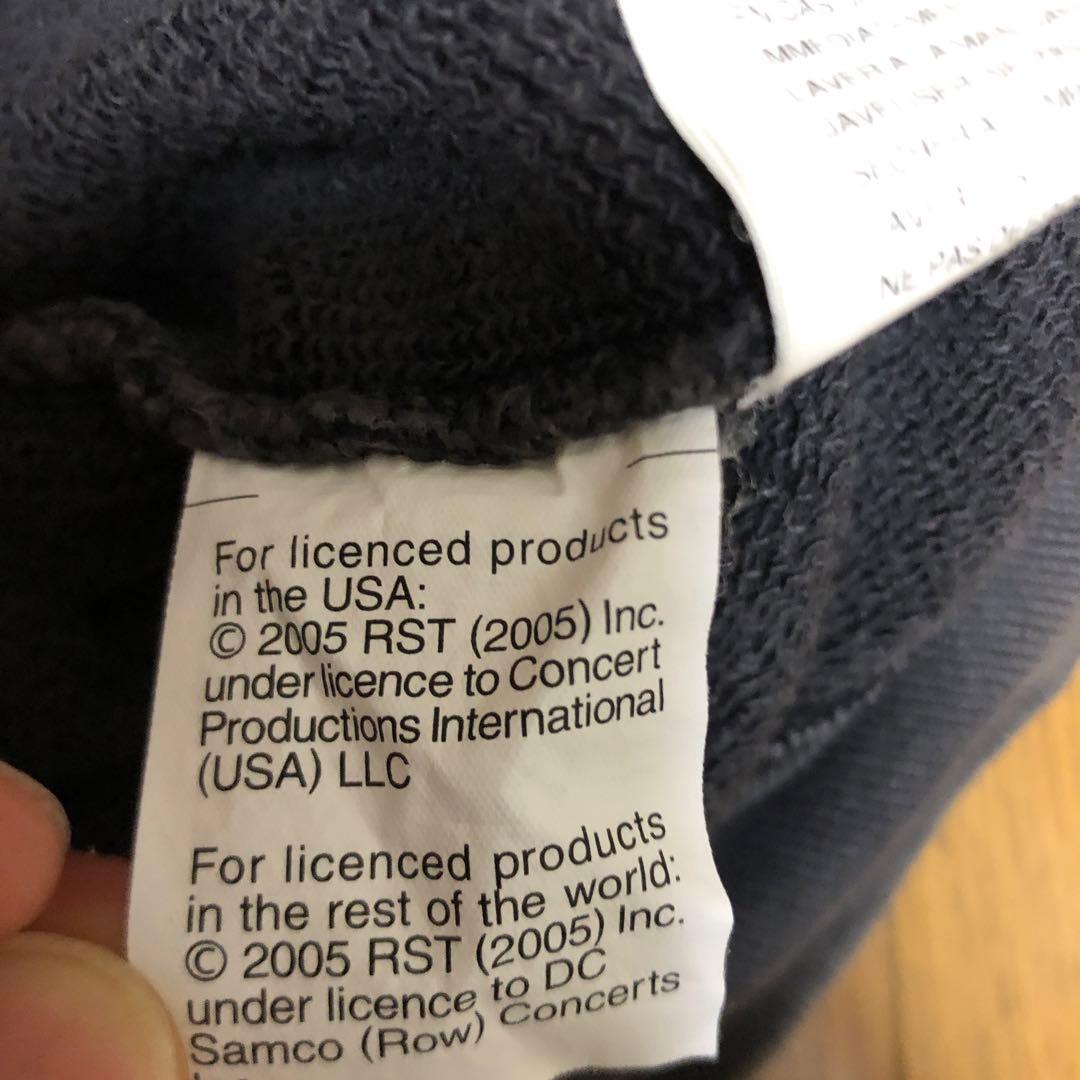 NE PAS
For licenced products
in the USA:
© 2005 RST (2005) Inc.
under licence to Concert
Productions International
(USA) LLC
For licenced products
in the rest of the world:
© 2005 RST (2005) Inc.
under licence to DC
Samco (Row) Concerts